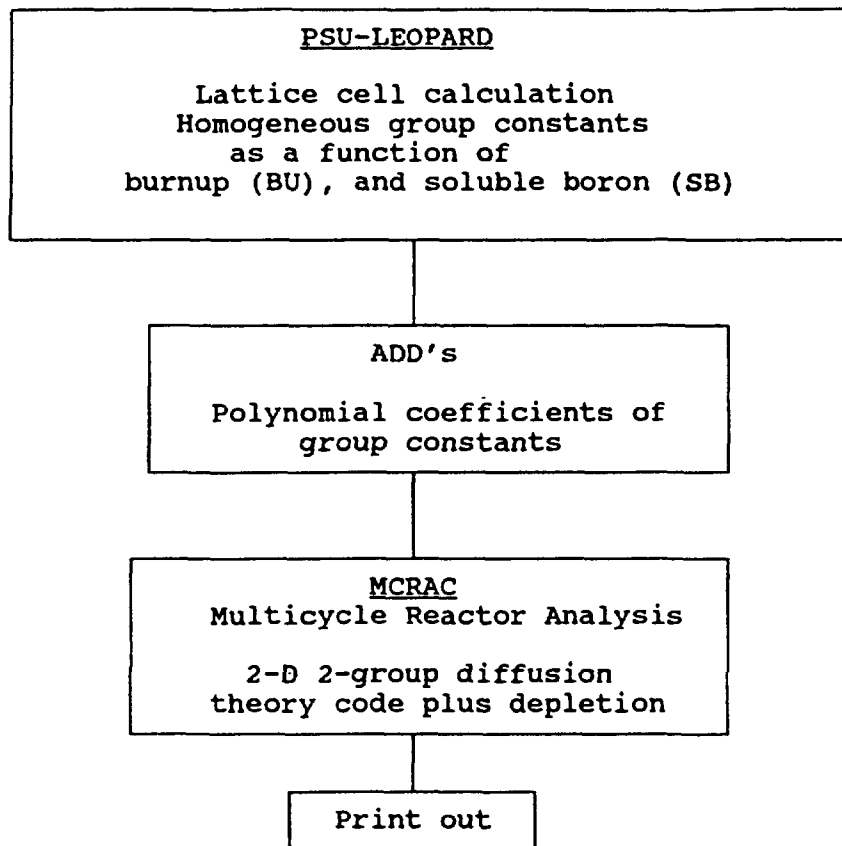 PSU-LEOPARD
Lattice cell calculation
Homogeneous group constants
as a function of
burnup (BU), and soluble boron (SB)
ADD's
Polynomial coefficients of
group constants
MCRAC
Multicycle Reactor Analysis
2-D 2-group diffusion
theory code plus depletion
Print out